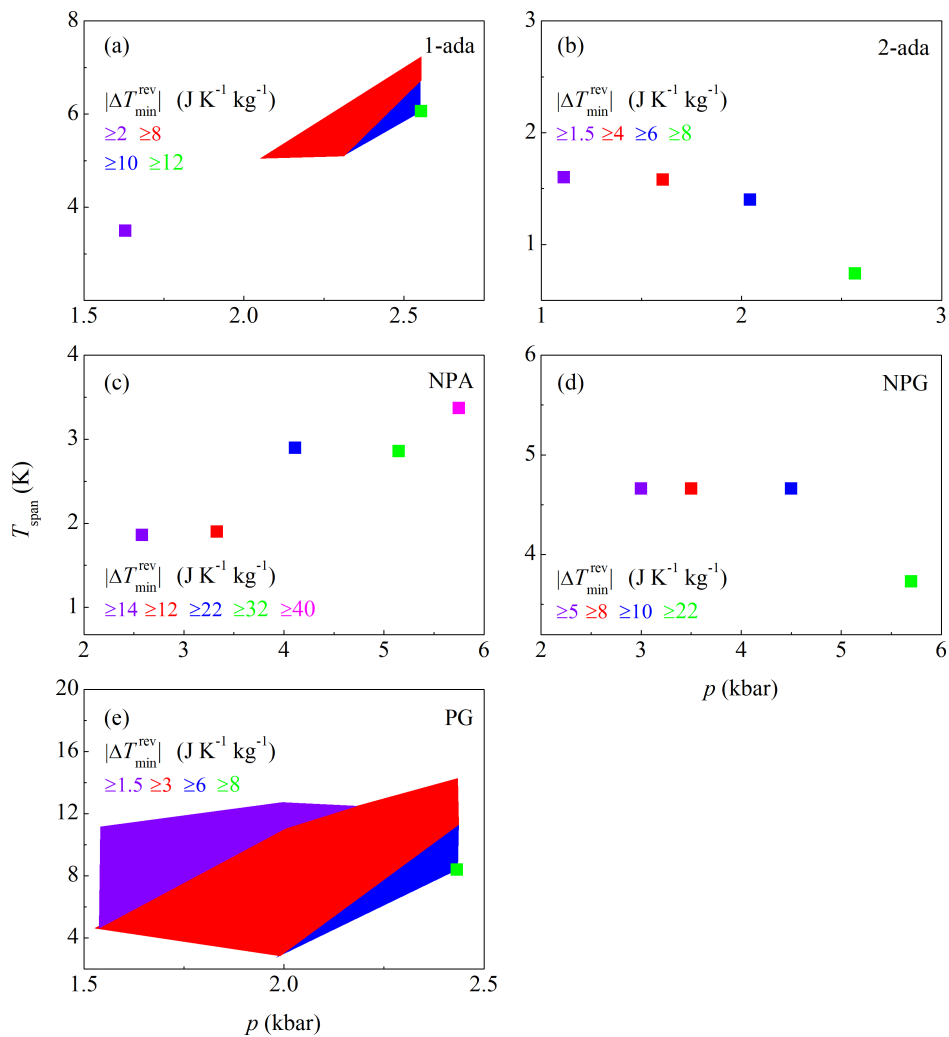 (a) 1-ada
|ΔT^rev_min| (J K^-1 kg^-1)
≥2 ≥8
≥10 ≥12
8
6
4
1.5 2.0 2.5
(b) 2-ada
|ΔT^rev_min| (J K^-1 kg^-1)
≥1.5 ≥4 ≥6 ≥8
3
2
1
1 2 3
(c) NPA
|ΔT^rev_min| (J K^-1 kg^-1)
≥14 ≥12 ≥22 ≥32 ≥40
4
3
2
1
2 3 4 5 6
T_span (K)
(d) NPG
|ΔT^rev_min| (J K^-1 kg^-1)
≥5 ≥8 ≥10 ≥22
6
5
4
2 3 4 5 6
p (kbar)
(e) PG
|ΔT^rev_min| (J K^-1 kg^-1)
≥1.5 ≥3 ≥6 ≥8
20
16
12
8
4
1.5 2.0 2.5
p (kbar)